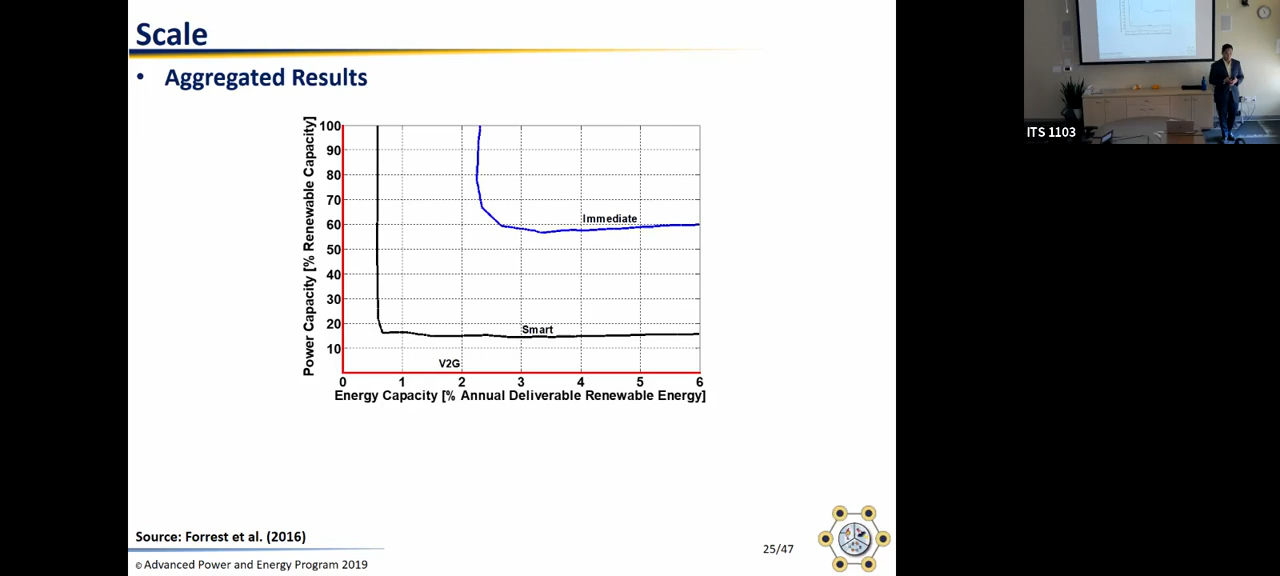 Scale
• Aggregated Results
Power Capacity [% Renewable Capacity]
100
90
80
70
60
50
40
30
20
10
Immediate
Smart
V2G
0 1 2 3 4 5 6
Energy Capacity [% Annual Deliverable Renewable Energy]
Source: Forrest et al. (2016)
© Advanced Power and Energy Program 2019
25/47
ITS 1103